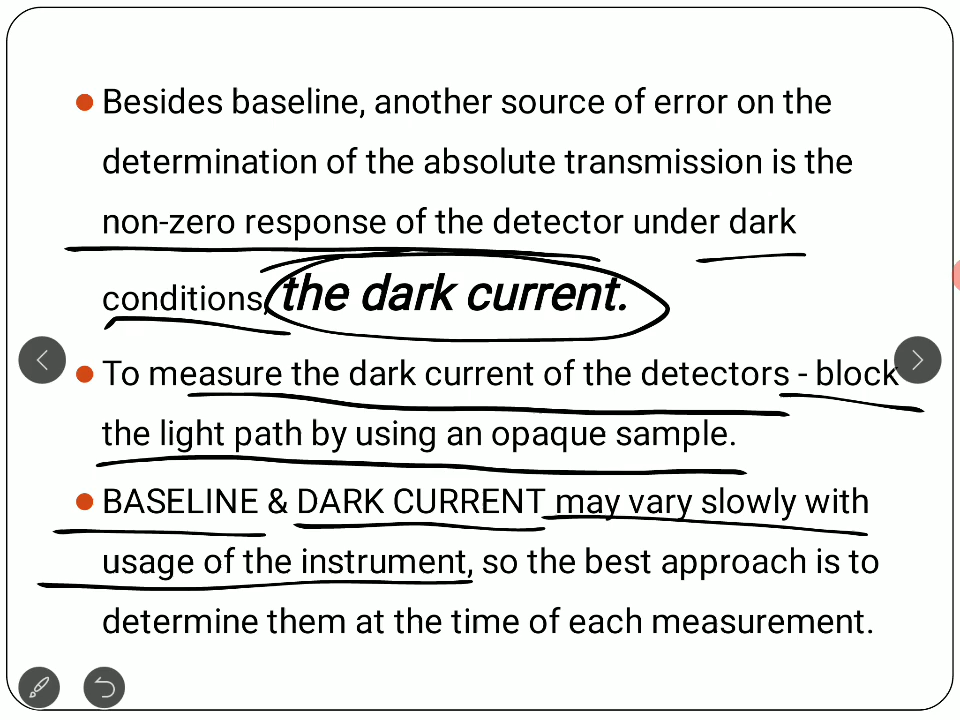 Besides baseline, another source of error on the
determination of the absolute transmission is the
non-zero response of the detector under dark
conditions, the dark current.
To measure the dark current of the detectors - block
the light path by using an opaque sample.
BASELINE & DARK CURRENT may vary slowly with
usage of the instrument, so the best approach is to
determine them at the time of each measurement.